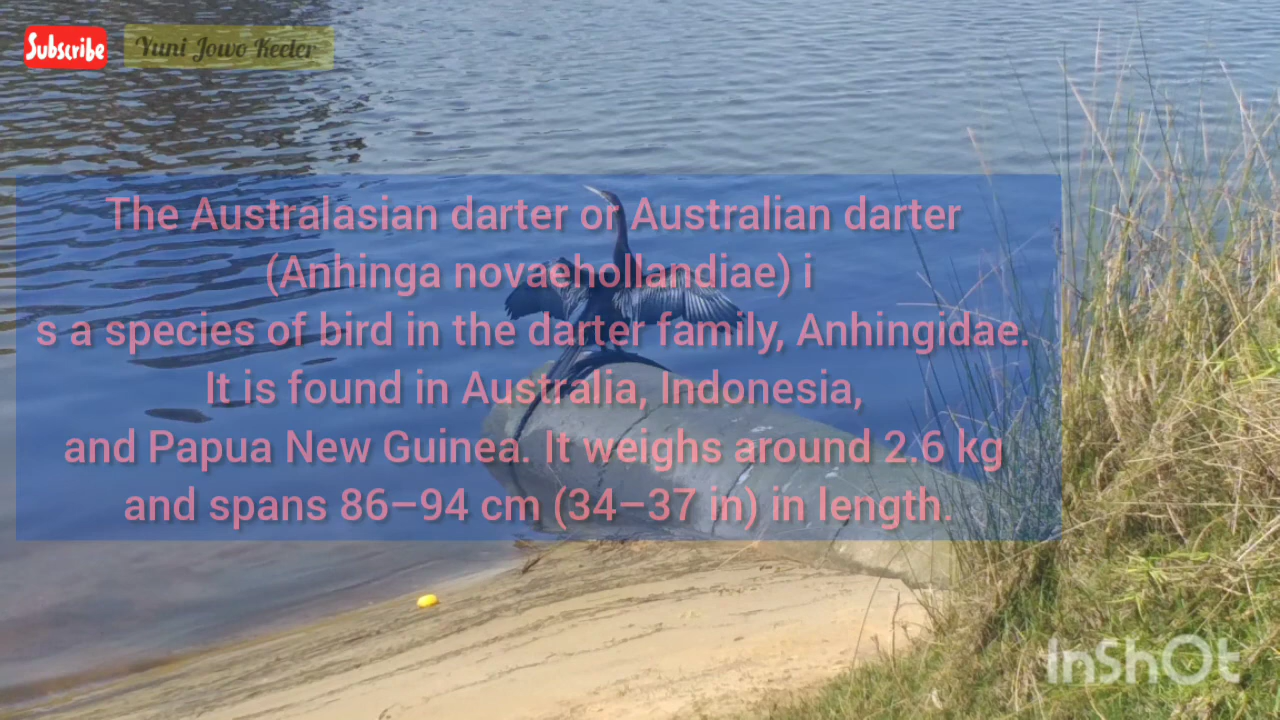 Subscribe
Yuni Jowo Keeler
The Australasian darter or Australian darter
(Anhinga novaehollandiae) i
s a species of bird in the darter family, Anhingidae.
It is found in Australia, Indonesia,
and Papua New Guinea. It weighs around 2.6 kg
and spans 86–94 cm (34–37 in) in length.
InShOt